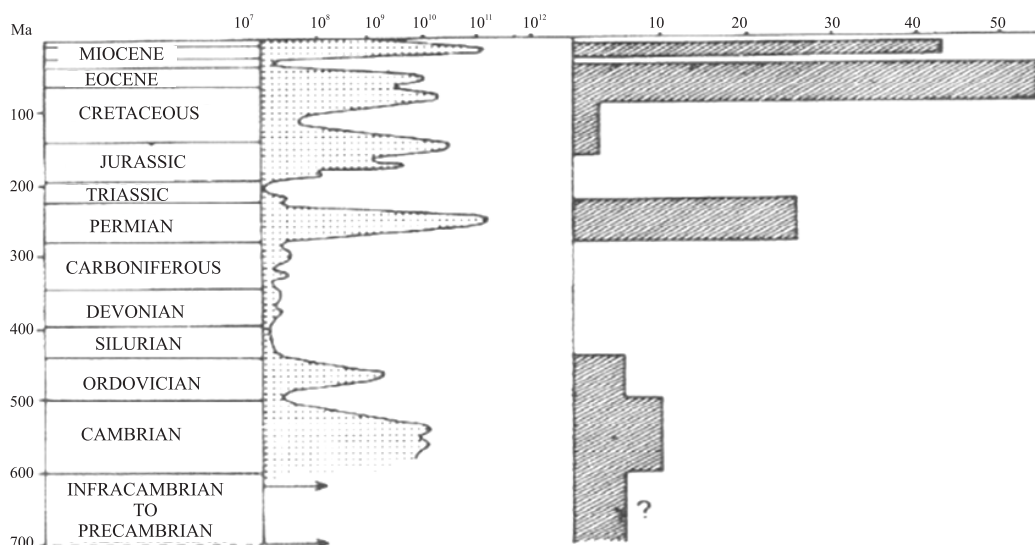 Ma 10⁷ 10⁸ 10⁹ 10¹⁰ 10¹¹ 10¹² 10 20 30 40 50
MIOCENE
EOCENE
100
CRETACEOUS
JURASSIC
200
TRIASSIC
PERMIAN
300
CARBONIFEROUS
DEVONIAN
400
SILURIAN
ORDOVICIAN
500
CAMBRIAN
600
INFRACAMBRIAN
TO
?
PRECAMBRIAN
700